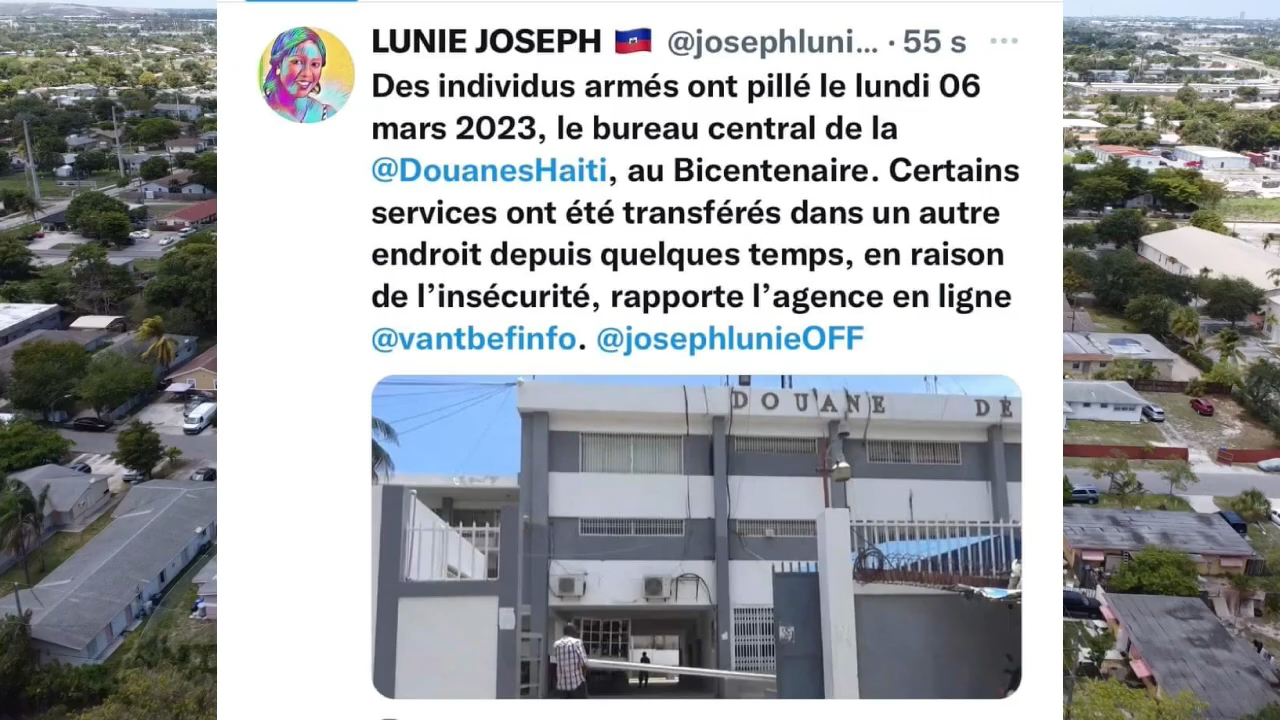 LUNIE JOSEPH 🇭🇹 @josephluni... · 55 s
Des individus armés ont pillé le lundi 06
mars 2023, le bureau central de la
@DouanesHaiti, au Bicentenaire. Certains
services ont été transférés dans un autre
endroit depuis quelques temps, en raison
de l’insécurité, rapporte l’agence en ligne
@vantbefinfo. @josephlunieOFF
DOUANE DE